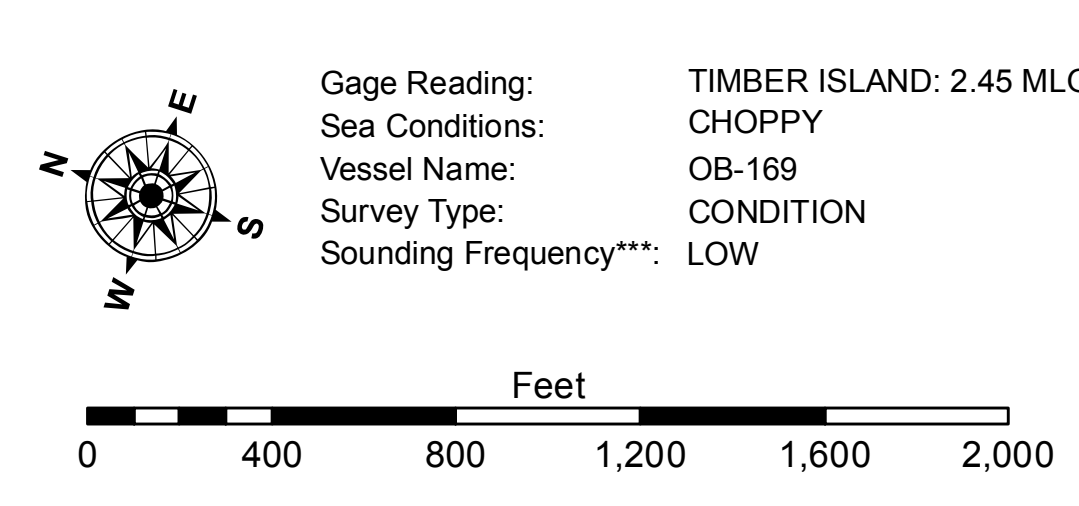 Gage Reading: TIMBER ISLAND: 2.45
Sea Conditions: CHOPPY
Vessel Name: OB-169
Survey Type: CONDITION
Sounding Frequency***: LOW
E
N
S
W
Feet
0 400 800 1,200 1,600 2,000